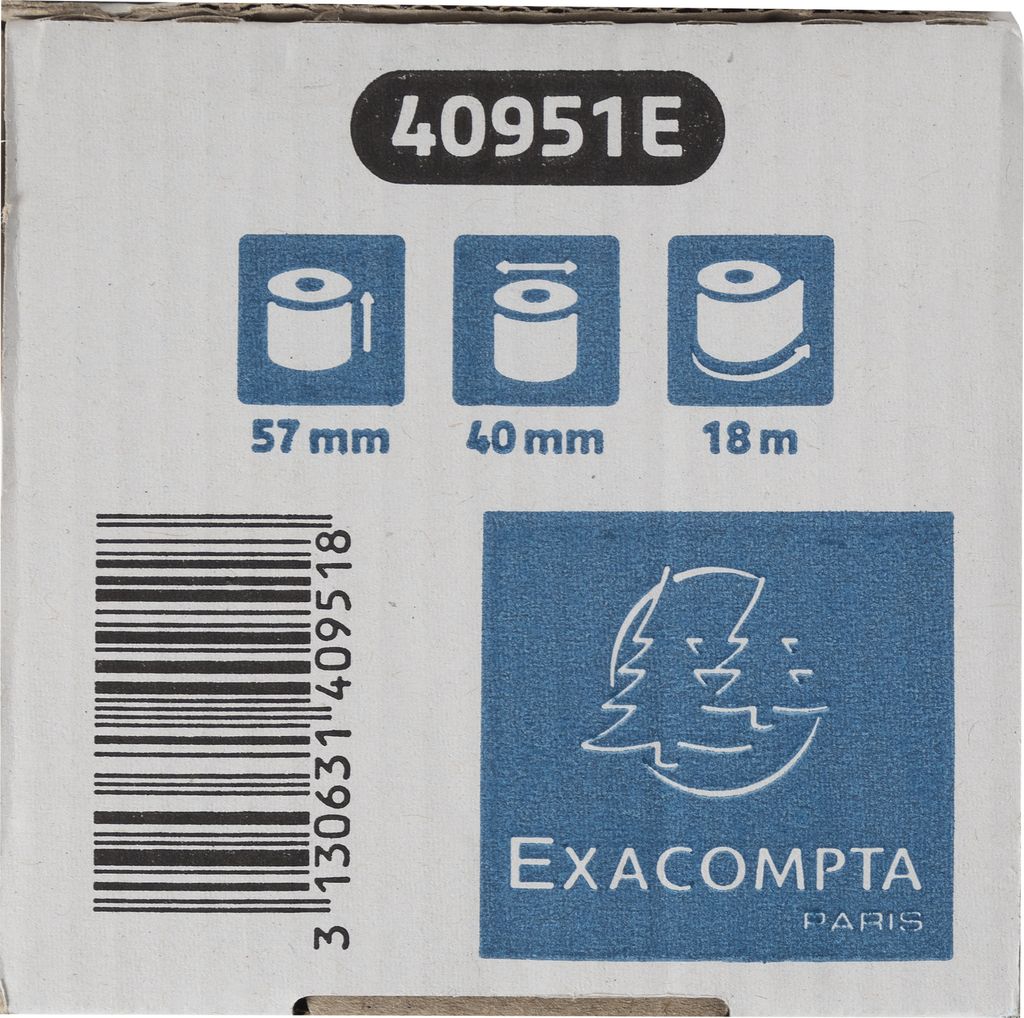 40951E
57 mm
40 mm
18 m
3 130631 409518
EXACOMPTA
PARIS